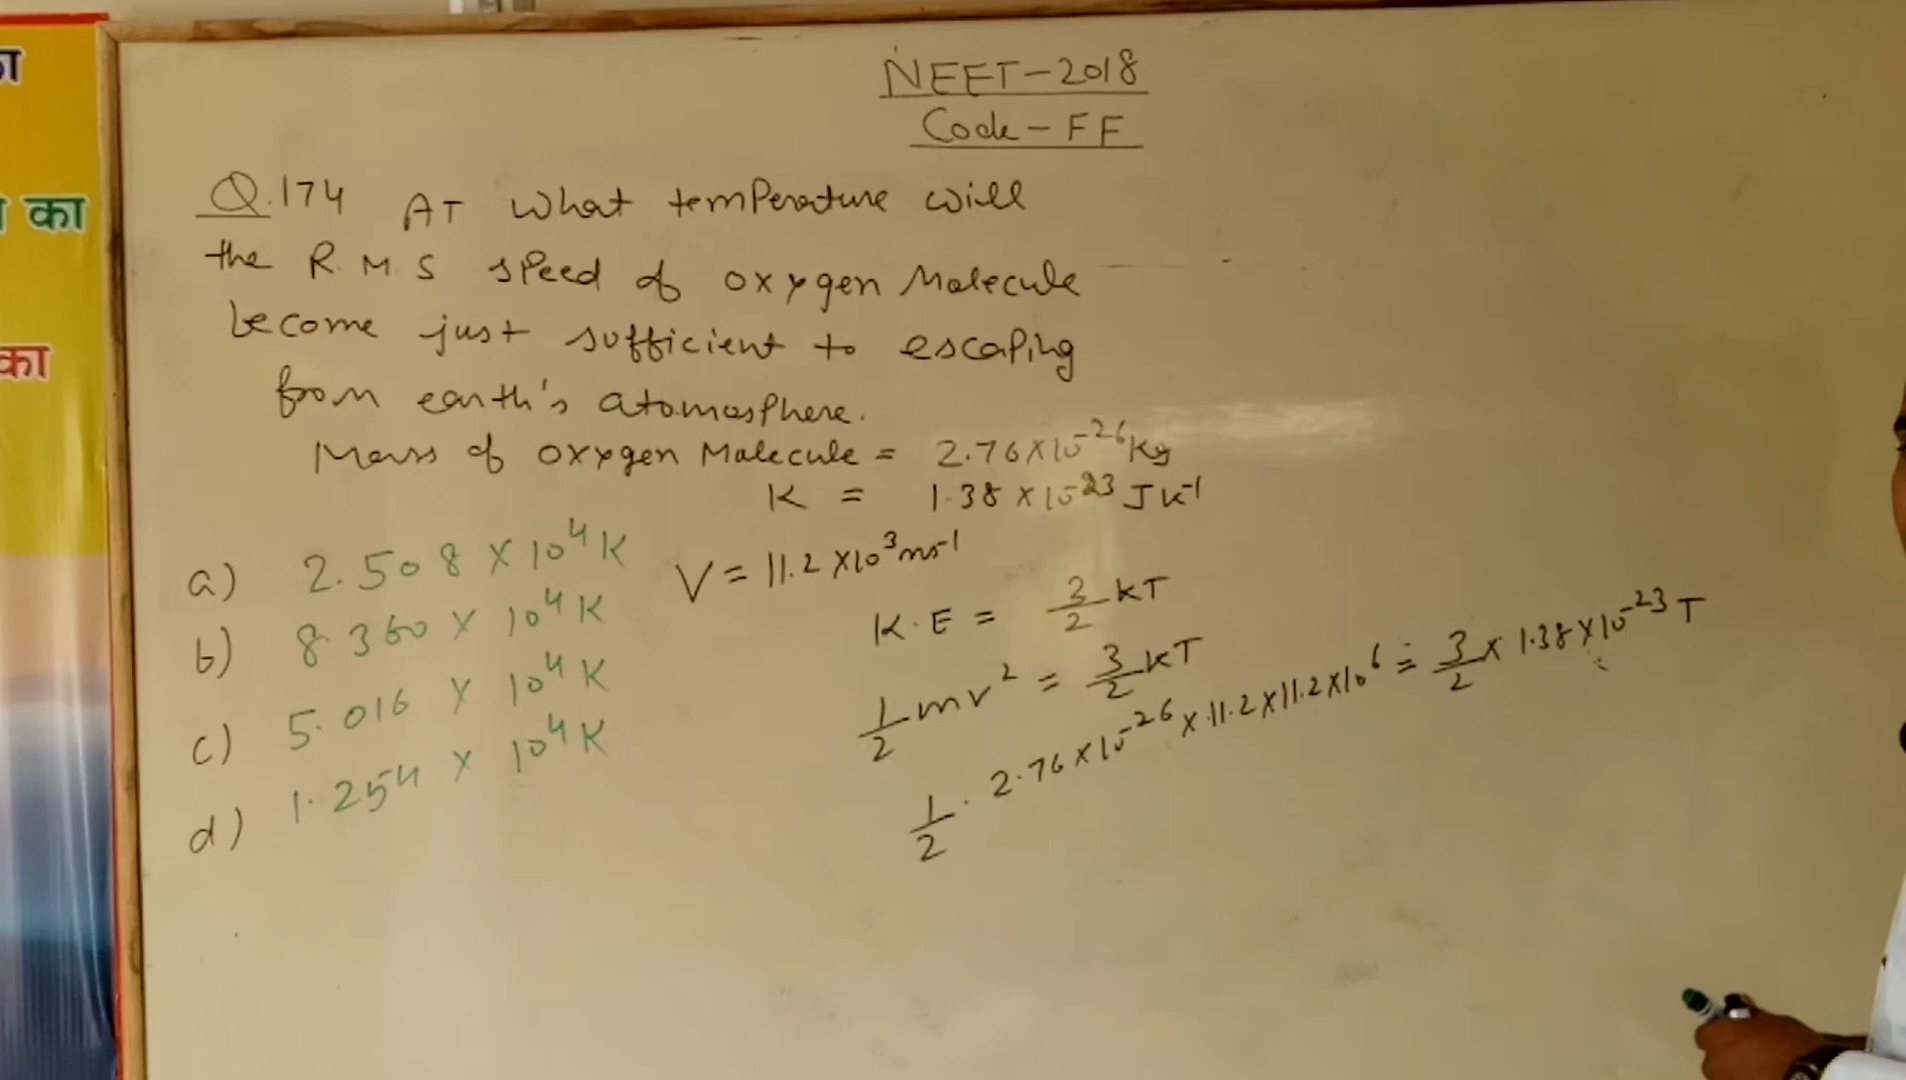 NEET-2018
Code-FF
Q.174 AT what temperature will
the R.M.S speed of oxygen Molecule
become just sufficient to escaping
from earth's atomosphere.
Mass of oxygen Molecule = 2.76×10⁻²⁶ Kg
K = 1.38 × 10⁻²³ J K⁻¹
a) 2.508 × 10⁴ K
b) 8.360 × 10⁴ K
c) 5.016 × 10⁴ K
d) 1.254 × 10⁴ K
V = 11.2 ×10³ ms⁻¹
K.E = 3/2 KT
1/2 mv² = 3/2 KT
1/2 . 2.76×10⁻²⁶ × 11.2×11.2×10⁶ = 3/2 × 1.38×10⁻²³ T
का
का